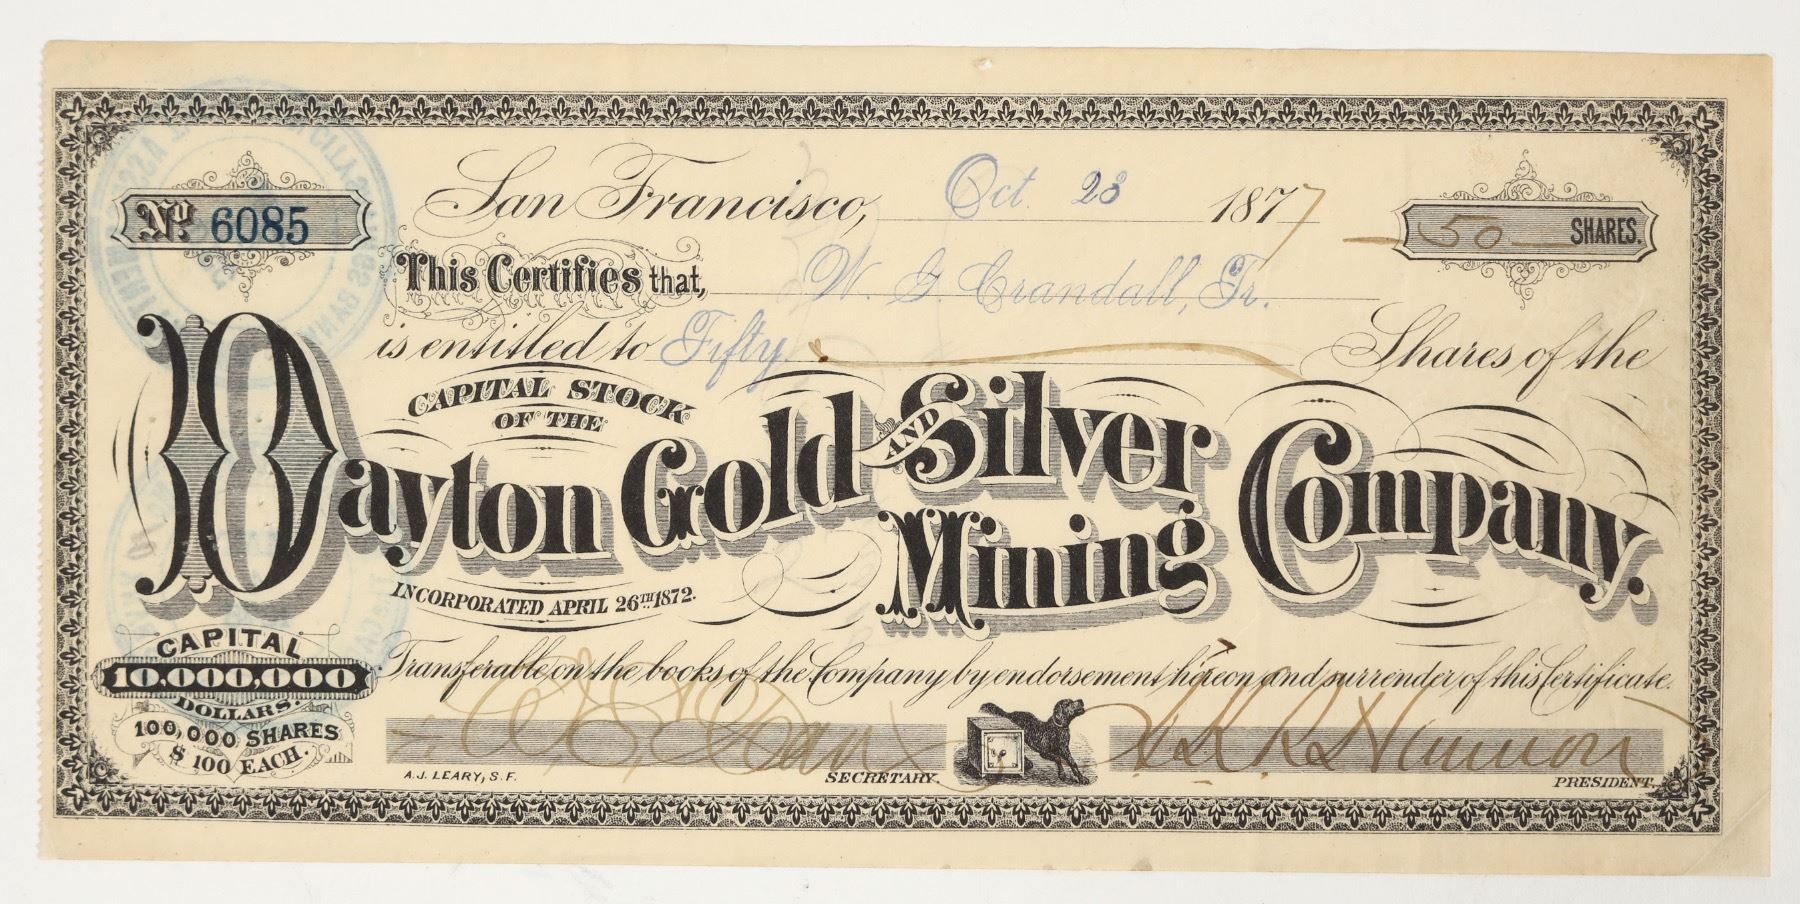 Nº 6085
San Francisco, Oct. 23 1877
50 SHARES.
This Certifies that, W. G. Crandall, Tr.
is entitled to Fifty Shares of the
CAPITAL STOCK
OF THE
Dayton Gold AND Silver
Mining Company.
INCORPORATED APRIL 26TH 1872.
CAPITAL
10,000,000
DOLLARS.
100,000 SHARES
$ 100 EACH.
Transferable on the books of the Company by endorsement hereon and surrender of this Certificate.
A.J. LEARY, S.F.
SECRETARY.
PRESIDENT.